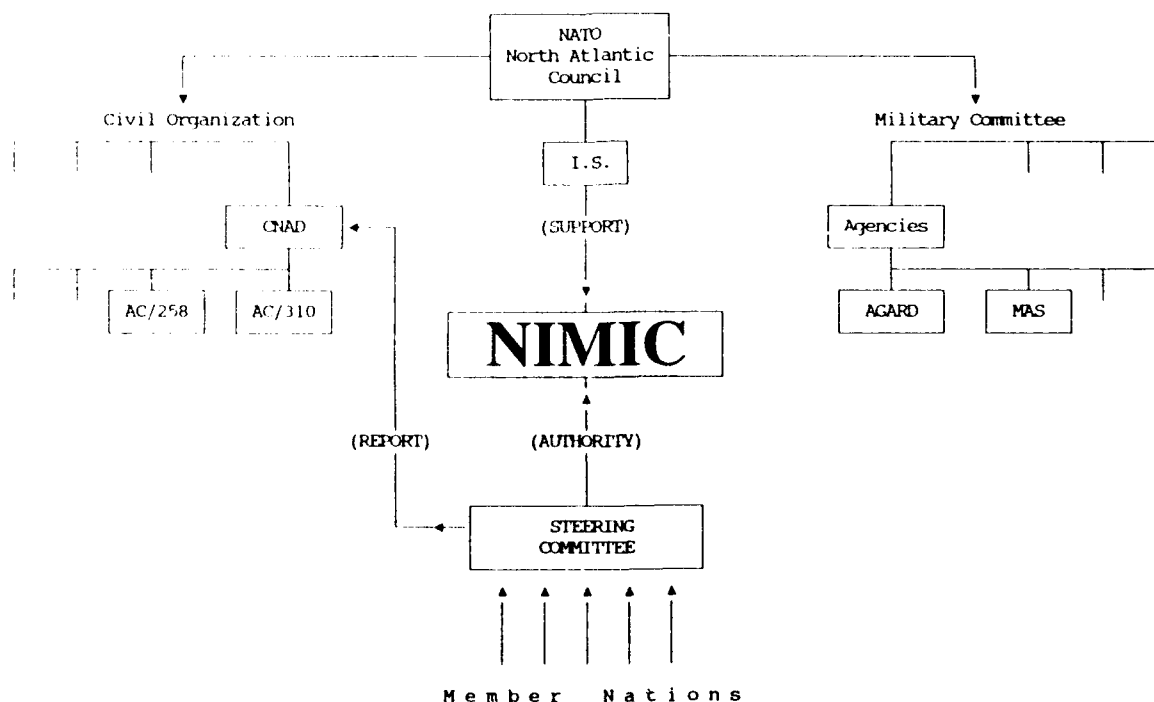 NATO
North Atlantic
Council
Civil Organization
Military Committee
I.S.
CNAD
(SUPPORT)
Agencies
AC/258
AC/310
AGARD
MAS
NIMIC
(REPORT)
(AUTHORITY)
STEERING
COMMITTEE
Member Nations